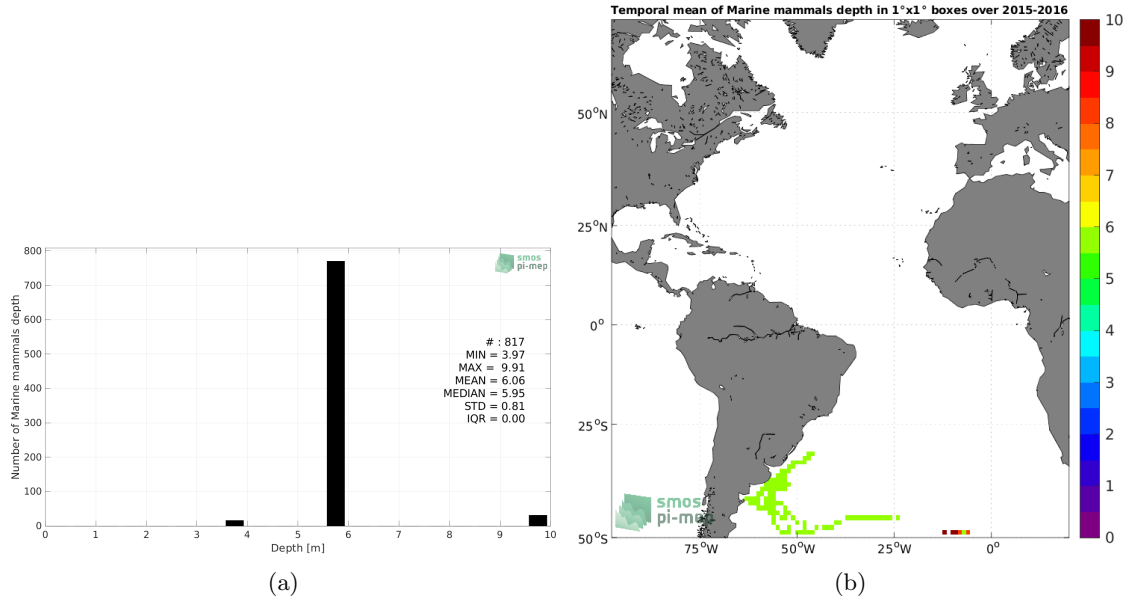 800
700
600
500
400
300
200
100
0
Number of Marine mammals depth
smos
pi-mep
# : 817
MIN = 3.97
MAX = 9.91
MEAN = 6.06
MEDIAN = 5.95
STD = 0.81
IQR = 0.00
0 1 2 3 4 5 6 7 8 9 10
Depth [m]
(a)
Temporal mean of Marine mammals depth in 1°x1° boxes over 2015-2016
50°N
25°N
0°
25°S
50°S
75°W 50°W 25°W 0°
smos
pi-mep
10
9
8
7
6
5
4
3
2
1
0
(b)